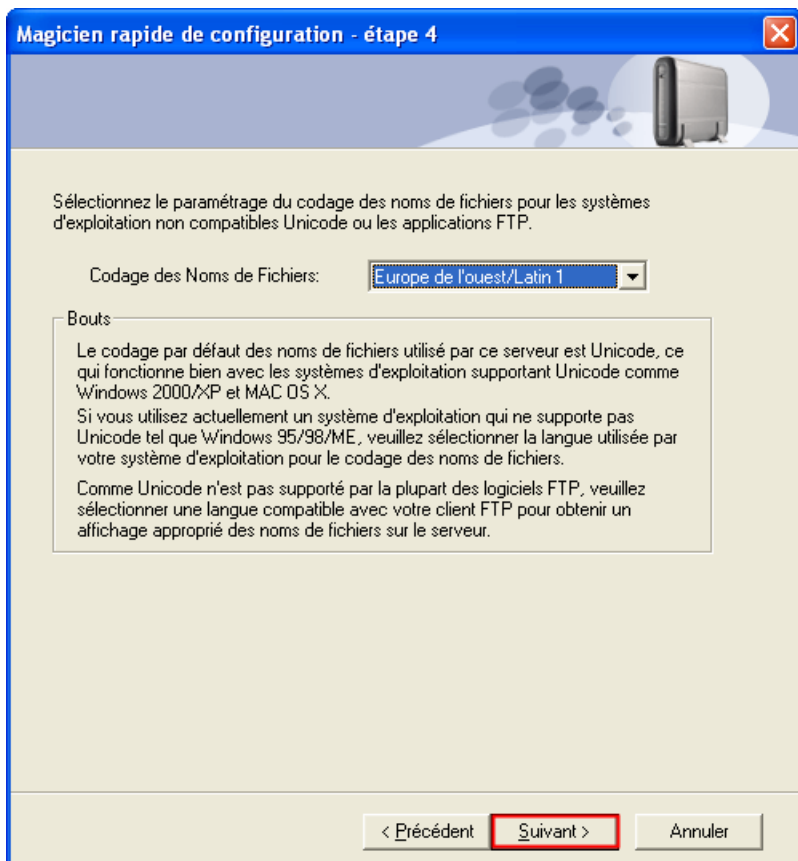 Magicien rapide de configuration - étape 4
Sélectionnez le paramétrage du codage des noms de fichiers pour les systèmes
d'exploitation non compatibles Unicode ou les applications FTP.
Codage des Noms de Fichiers: Europe de l'ouest/Latin 1
Bouts
Le codage par défaut des noms de fichiers utilisé par ce serveur est Unicode, ce
qui fonctionne bien avec les systèmes d'exploitation supportant Unicode comme
Windows 2000/XP et MAC OS X.
Si vous utilisez actuellement un système d'exploitation qui ne supporte pas
Unicode tel que Windows 95/98/ME, veuillez sélectionner la langue utilisée par
votre système d'exploitation pour le codage des noms de fichiers.
Comme Unicode n'est pas supporté par la plupart des logiciels FTP, veuillez
sélectionner une langue compatible avec votre client FTP pour obtenir un
affichage approprié des noms de fichiers sur le serveur.
< Précédent Suivant > Annuler